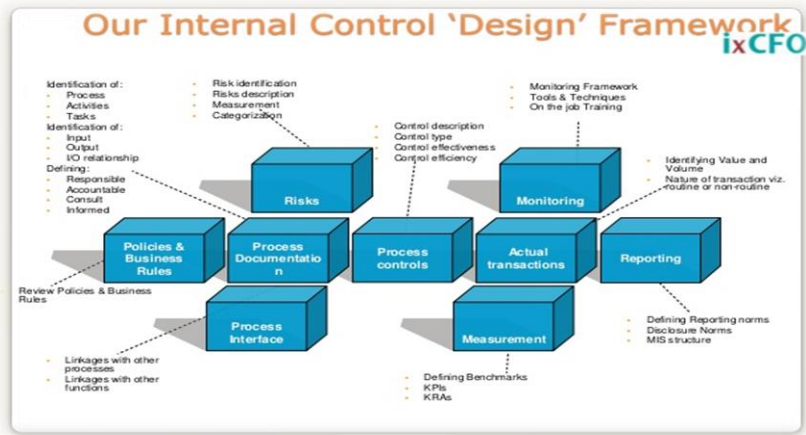 Our Internal Control ‘Design’ Framework
ixCFO
Identification of:
Process
Activities
Tasks
Identification of:
Input
Output
I/O relationship
Defining:
Responsible
Accountable
Consult
Informed
Risk identification
Risks description
Measurement
Categorization
Control description
Control type
Control effectiveness
Control efficiency
Monitoring Framework
Tools & Techniques
On the job Training
Identifying Value and
Volume
Nature of transaction viz.
routine or non-routine
Risks
Monitoring
Policies &
Business
Rules
Process
Documentatio
n
Process
controls
Actual
transactions
Reporting
Review Policies & Business
Rules
Process
Interface
Measurement
Linkages with other
processes
Linkages with other
functions
Defining Benchmarks
KPIs
KRAs
Defining Reporting norms
Disclosure Norms
MIS structure